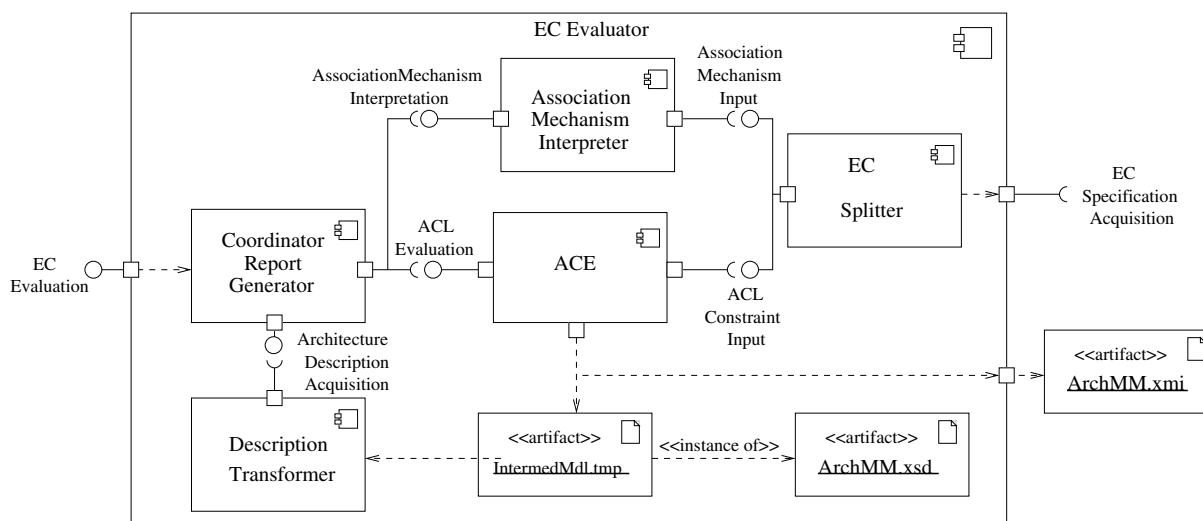 EC Evaluator
AssociationMechanism
Interpretation
Association
Mechanism
Interpreter
Association
Mechanism
Input
EC
Splitter
EC
Specification
Acquisition
EC
Evaluation
Coordinator
Report
Generator
ACL
Evaluation
ACE
ACL
Constraint
Input
Architecture
Description
Acquisition
<<artifact>>
ArchMM.xmi
Description
Transformer
<<artifact>>
IntermedMdl.tmp
<<instance of>>
<<artifact>>
ArchMM.xsd